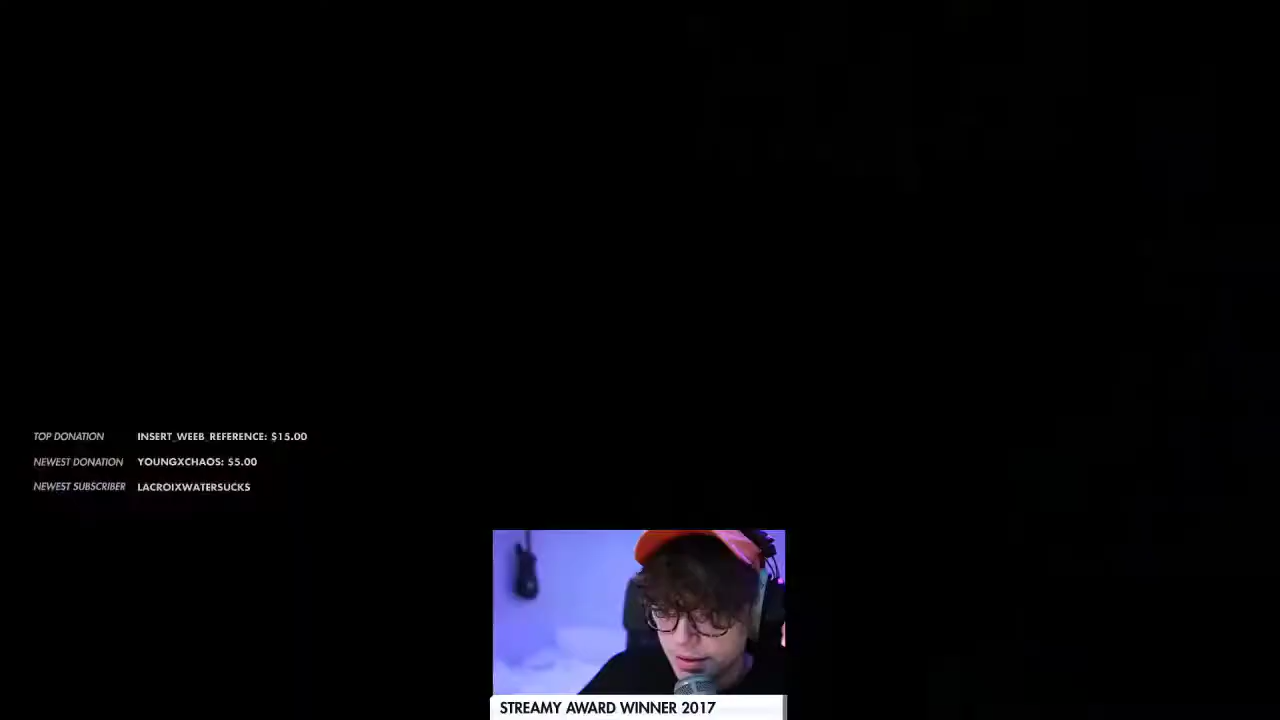 TOP DONATION INSERT_WEEB_REFERENCE: $15.00
NEWEST DONATION YOUNGXCHAOS: $5.00
NEWEST SUBSCRIBER LACROIXWATERSUCKS
STREAMY AWARD WINNER 2017